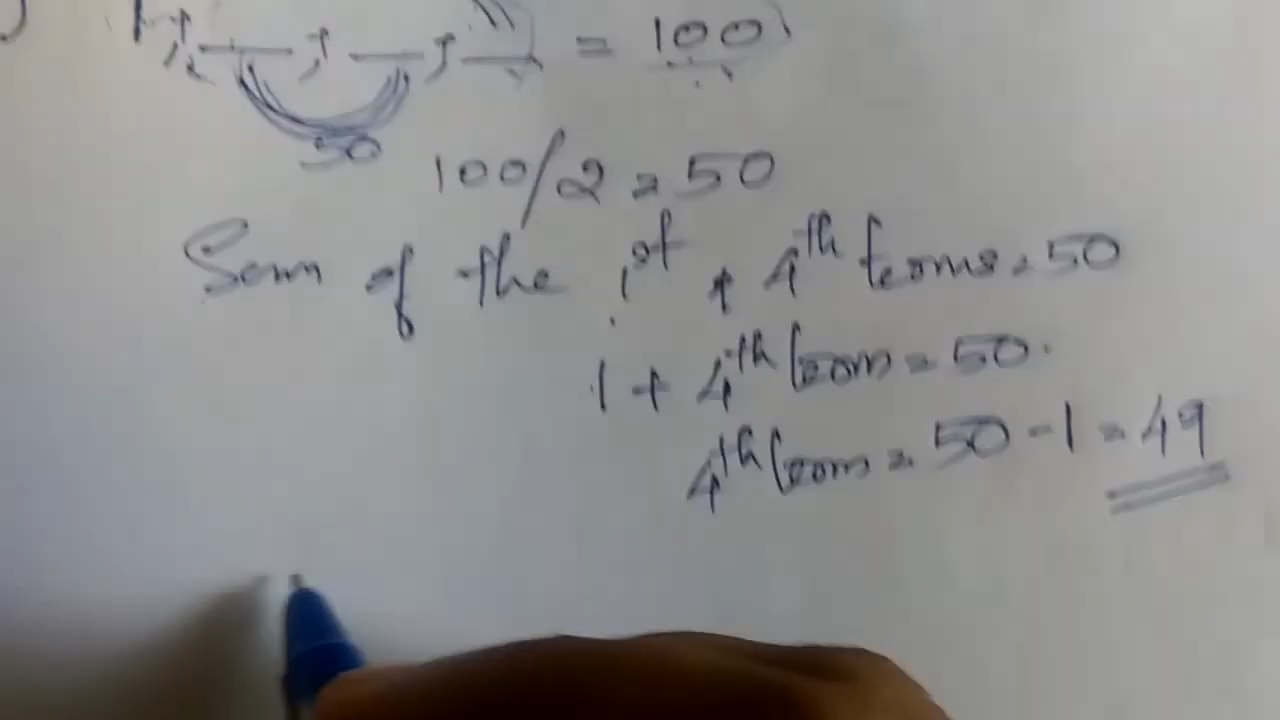 1 + , + , + = 100
50
100/2 = 50
Sum of the 1st + 4th terms = 50
1 + 4th term = 50.
4th term = 50 - 1 = 49